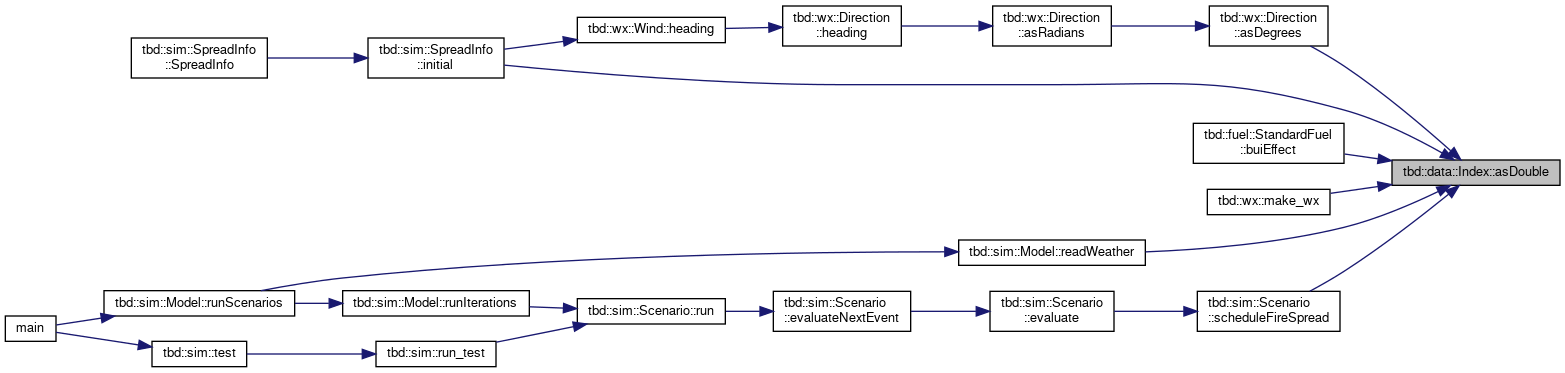 tbd::sim::SpreadInfo
::SpreadInfo
tbd::sim::SpreadInfo
::initial
tbd::wx::Wind::heading
tbd::wx::Direction
::heading
tbd::wx::Direction
::asRadians
tbd::wx::Direction
::asDegrees
tbd::fuel::StandardFuel
::buiEffect
tbd::data::Index::asDouble
tbd::wx::make_wx
tbd::sim::Model::readWeather
main
tbd::sim::Model::runScenarios
tbd::sim::Model::runIterations
tbd::sim::Scenario::run
tbd::sim::Scenario
::evaluateNextEvent
tbd::sim::Scenario
::evaluate
tbd::sim::Scenario
::scheduleFireSpread
tbd::sim::test
tbd::sim::run_test